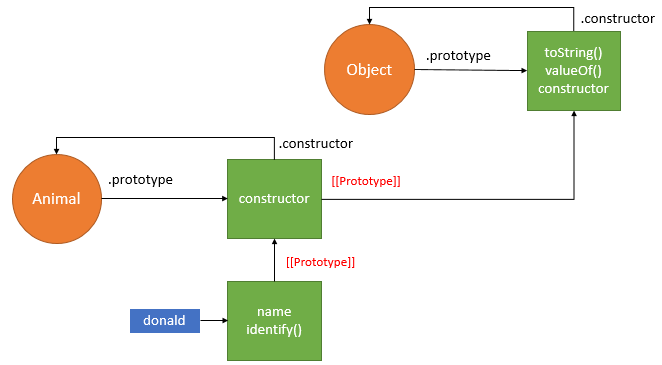 .constructor
Object
.prototype
toString()
valueOf()
constructor
.constructor
Animal
.prototype
constructor
[[Prototype]]
[[Prototype]]
donald
name
identify()